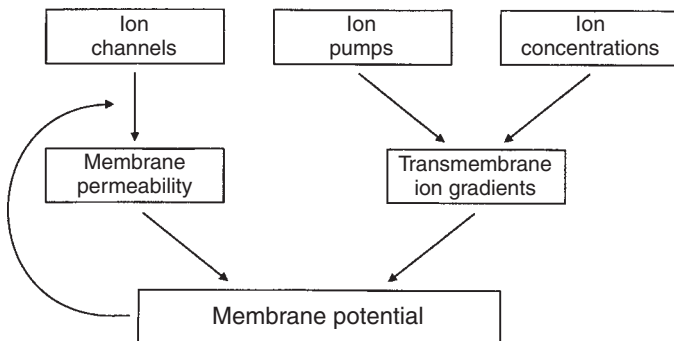 Ion
channels
Ion
pumps
Ion
concentrations
Membrane
permeability
Transmembrane
ion gradients
Membrane potential